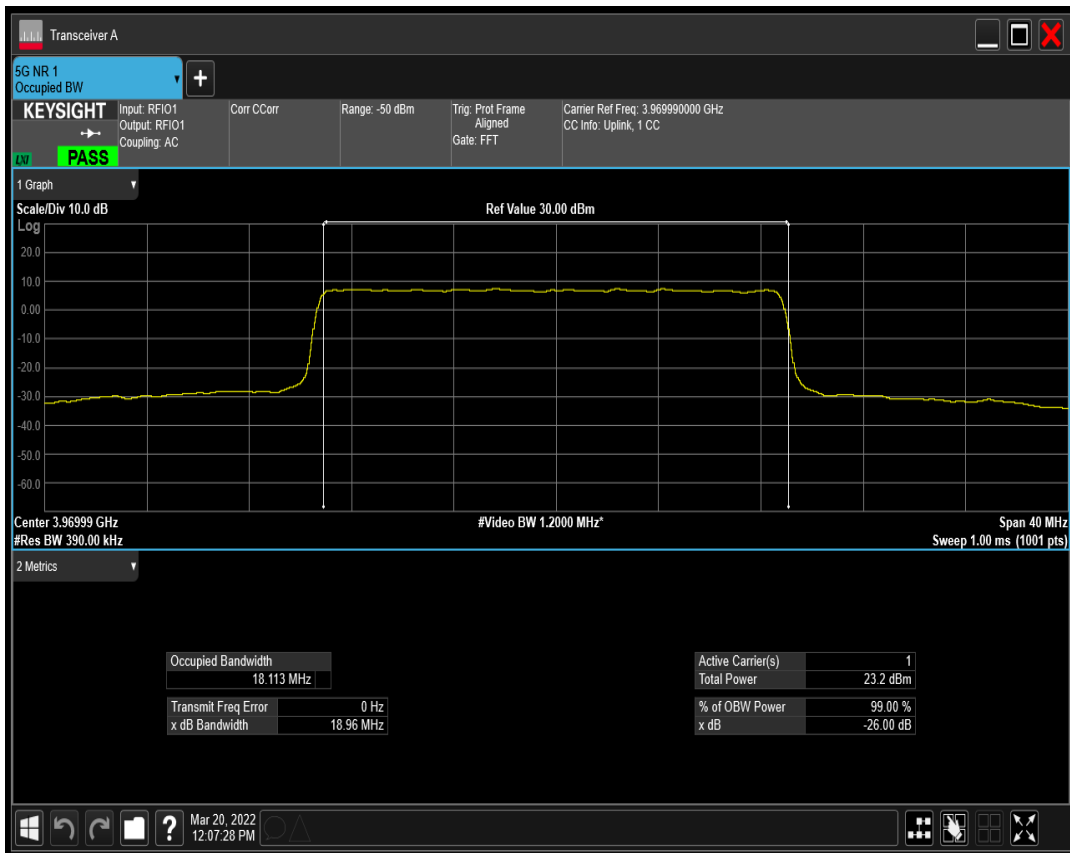 Transceiver A
5G NR 1
Occupied BW
+
KEYSIGHT
LXI
PASS
Input: RFIO1
Output: RFIO1
Coupling: AC
Corr CCorr
Range: -50 dBm
Trig: Prot Frame
Aligned
Gate: FFT
Carrier Ref Freq: 3.969990000 GHz
CC Info: Uplink, 1 CC
1 Graph
Scale/Div 10.0 dB
Ref Value 30.00 dBm
Log
20.0
10.0
0.00
-10.0
-20.0
-30.0
-40.0
-50.0
-60.0
Center 3.96999 GHz
#Video BW 1.2000 MHz*
Span 40 MHz
#Res BW 390.00 kHz
Sweep 1.00 ms (1001 pts)
2 Metrics
Occupied Bandwidth
18.113 MHz
Transmit Freq Error 0 Hz
x dB Bandwidth 18.96 MHz
Active Carrier(s) 1
Total Power 23.2 dBm
% of OBW Power 99.00 %
x dB -26.00 dB
?
Mar 20, 2022
12:07:28 PM